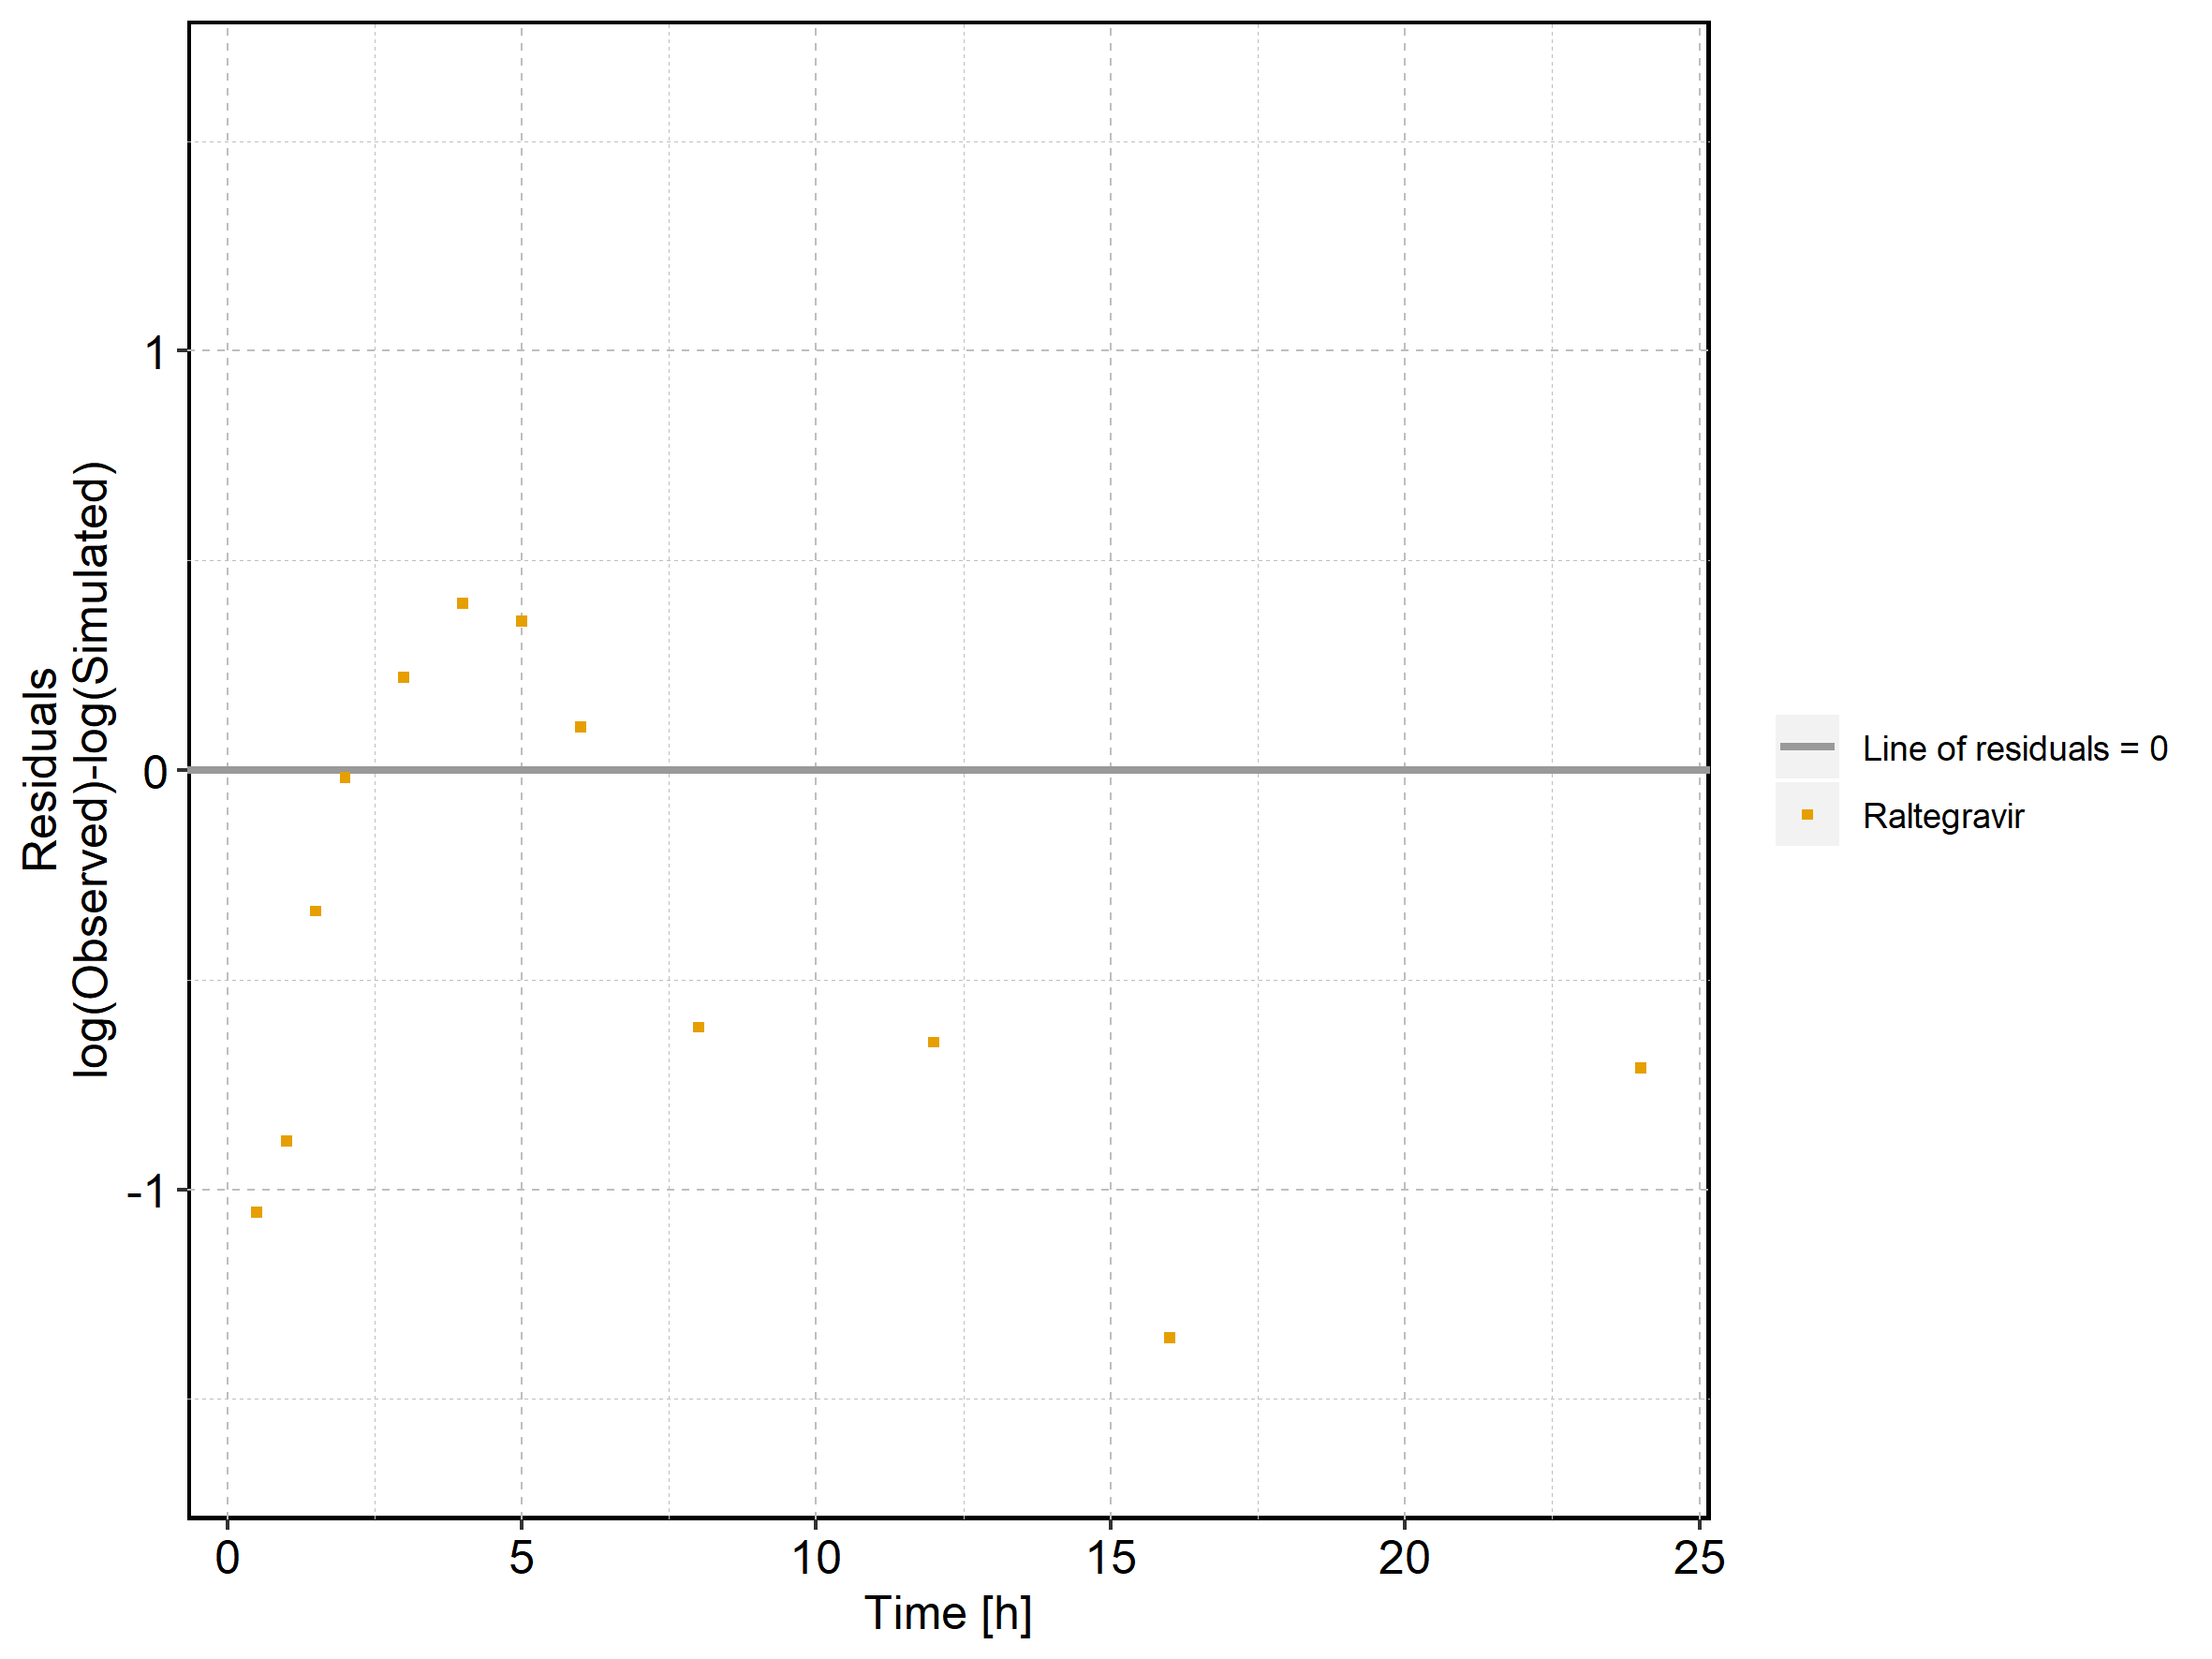 Residuals
log(Observed)-log(Simulated)
1
0
-1
0
5
10
15
20
25
Time [h]
Line of residuals = 0
Raltegravir